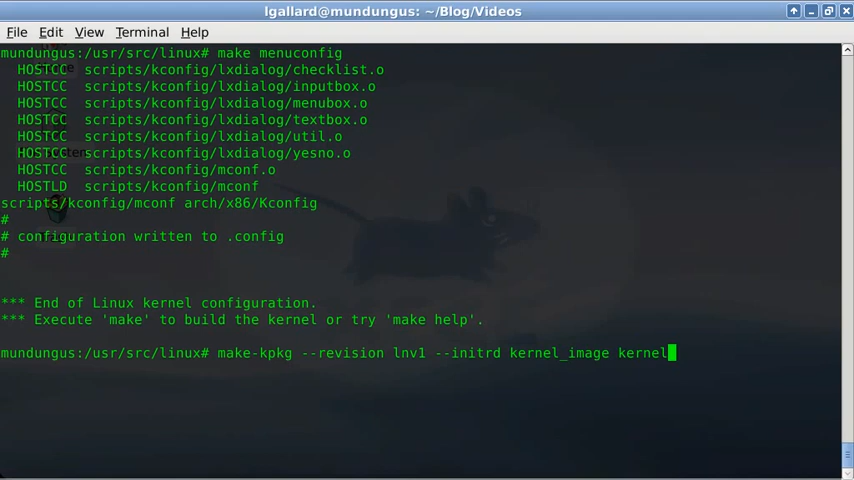 lgallard@mundungus: ~/Blog/Videos
File Edit View Terminal Help
mundungus:/usr/src/linux# make menuconfig
HOSTCC scripts/kconfig/lxdialog/checklist.o
HOSTCC scripts/kconfig/lxdialog/inputbox.o
HOSTCC scripts/kconfig/lxdialog/menubox.o
HOSTCC scripts/kconfig/lxdialog/textbox.o
HOSTCC scripts/kconfig/lxdialog/util.o
HOSTCC scripts/kconfig/lxdialog/yesno.o
HOSTCC scripts/kconfig/mconf.o
HOSTLD scripts/kconfig/mconf
scripts/kconfig/mconf arch/x86/Kconfig
#
# configuration written to .config
#
*** End of Linux kernel configuration.
*** Execute 'make' to build the kernel or try 'make help'.
mundungus:/usr/src/linux# make-kpkg --revision lnv1 --initrd kernel_image kernel